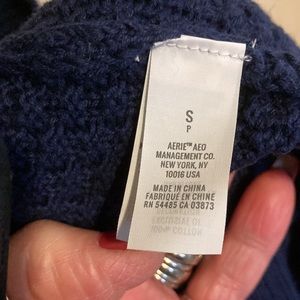 S
P
AERIE™ AEO
MANAGEMENT CO.
NEW YORK, NY
10016 USA
MADE IN CHINA
FABRIQUÉ EN CHINE
RN 54485 CA 03873